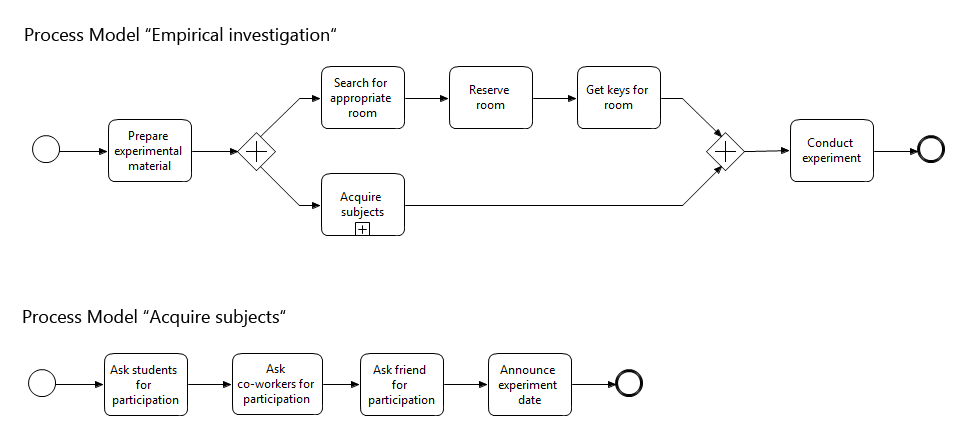 Process Model “Empirical investigation“
Prepare
experimental
material
Search for
appropriate
room
Reserve
room
Get keys for
room
Acquire
subjects
Conduct
experiment
Process Model “Acquire subjects“
Ask students
for
participation
Ask
co-workers for
participation
Ask friend
for
participation
Announce
experiment
date